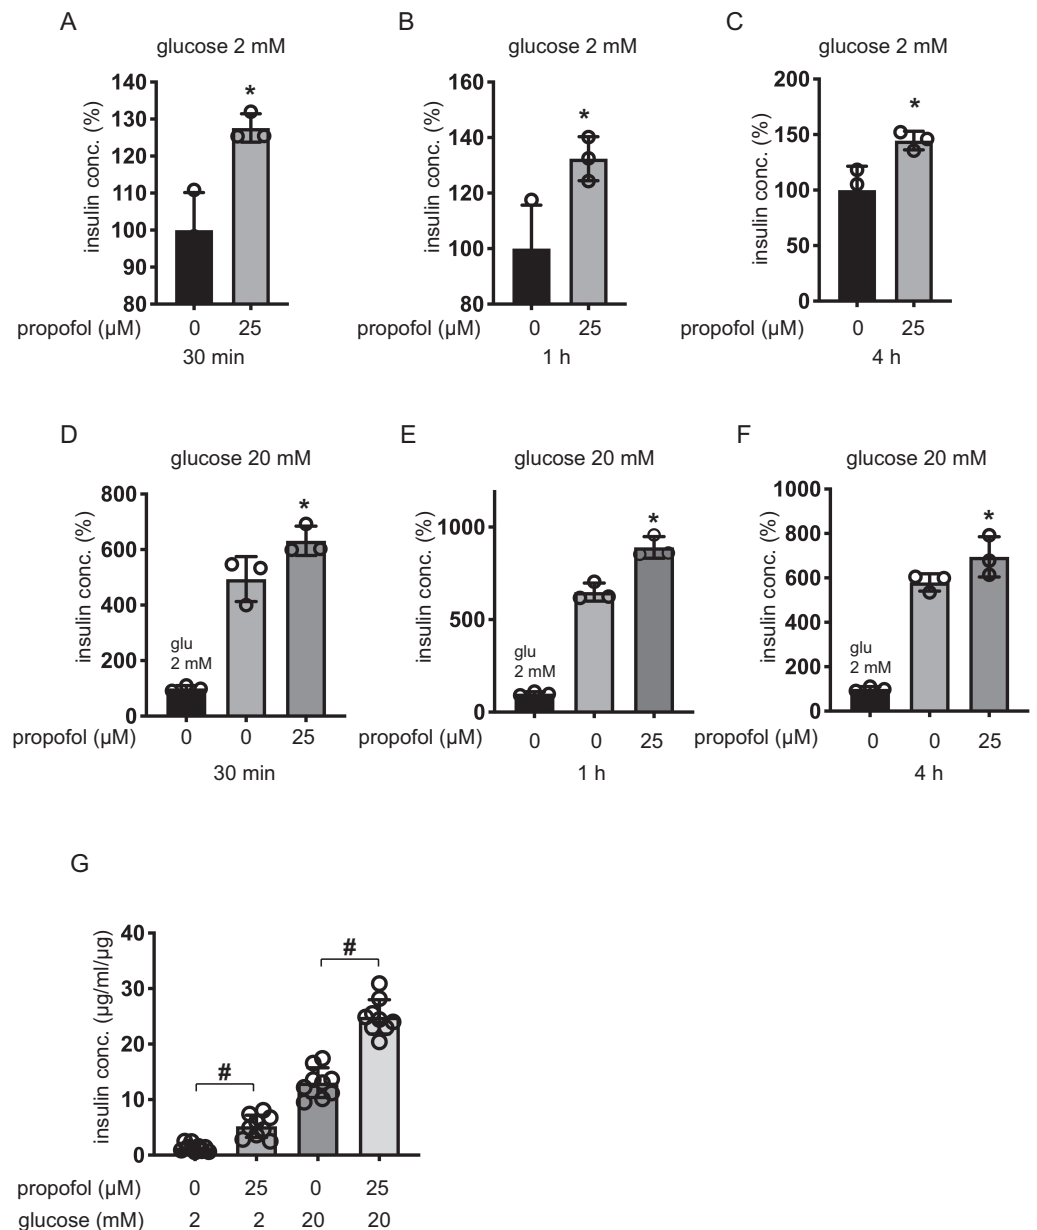 A
glucose 2 mM
140
130
120
110
100
90
80
insulin conc. (%)
*
propofol (µM) 0 25
30 min
B
glucose 2 mM
160
140
120
100
80
insulin conc. (%)
*
0 25
propofol (µM)
1 h
C
glucose 2 mM
200
150
100
50
0
insulin conc. (%)
*
propofol (µM) 0 25
4 h
D
glucose 20 mM
800
600
400
200
0
insulin conc. (%)
*
glu
2 mM
propofol (µM) 0 0 25
30 min
E
glucose 20 mM
1000
500
0
insulin conc. (%)
*
glu
2 mM
propofol (µM) 0 0 25
1 h
F
glucose 20 mM
1000
800
600
400
200
0
insulin conc. (%)
*
glu
2 mM
propofol (µM) 0 0 25
4 h
G
40
30
20
10
0
insulin conc. (µg/ml/µg)
#
#
propofol (µM) 0 25 0 25
glucose (mM) 2 2 20 20